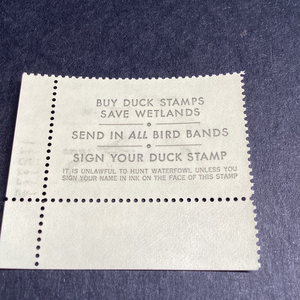 BUY DUCK STAMPS
SAVE WETLANDS
SEND IN ALL BIRD BANDS
SIGN YOUR DUCK STAMP
IT IS UNLAWFUL TO HUNT WATERFOWL UNLESS YOU
SIGN YOUR NAME IN INK ON THE FACE OF THIS STAMP